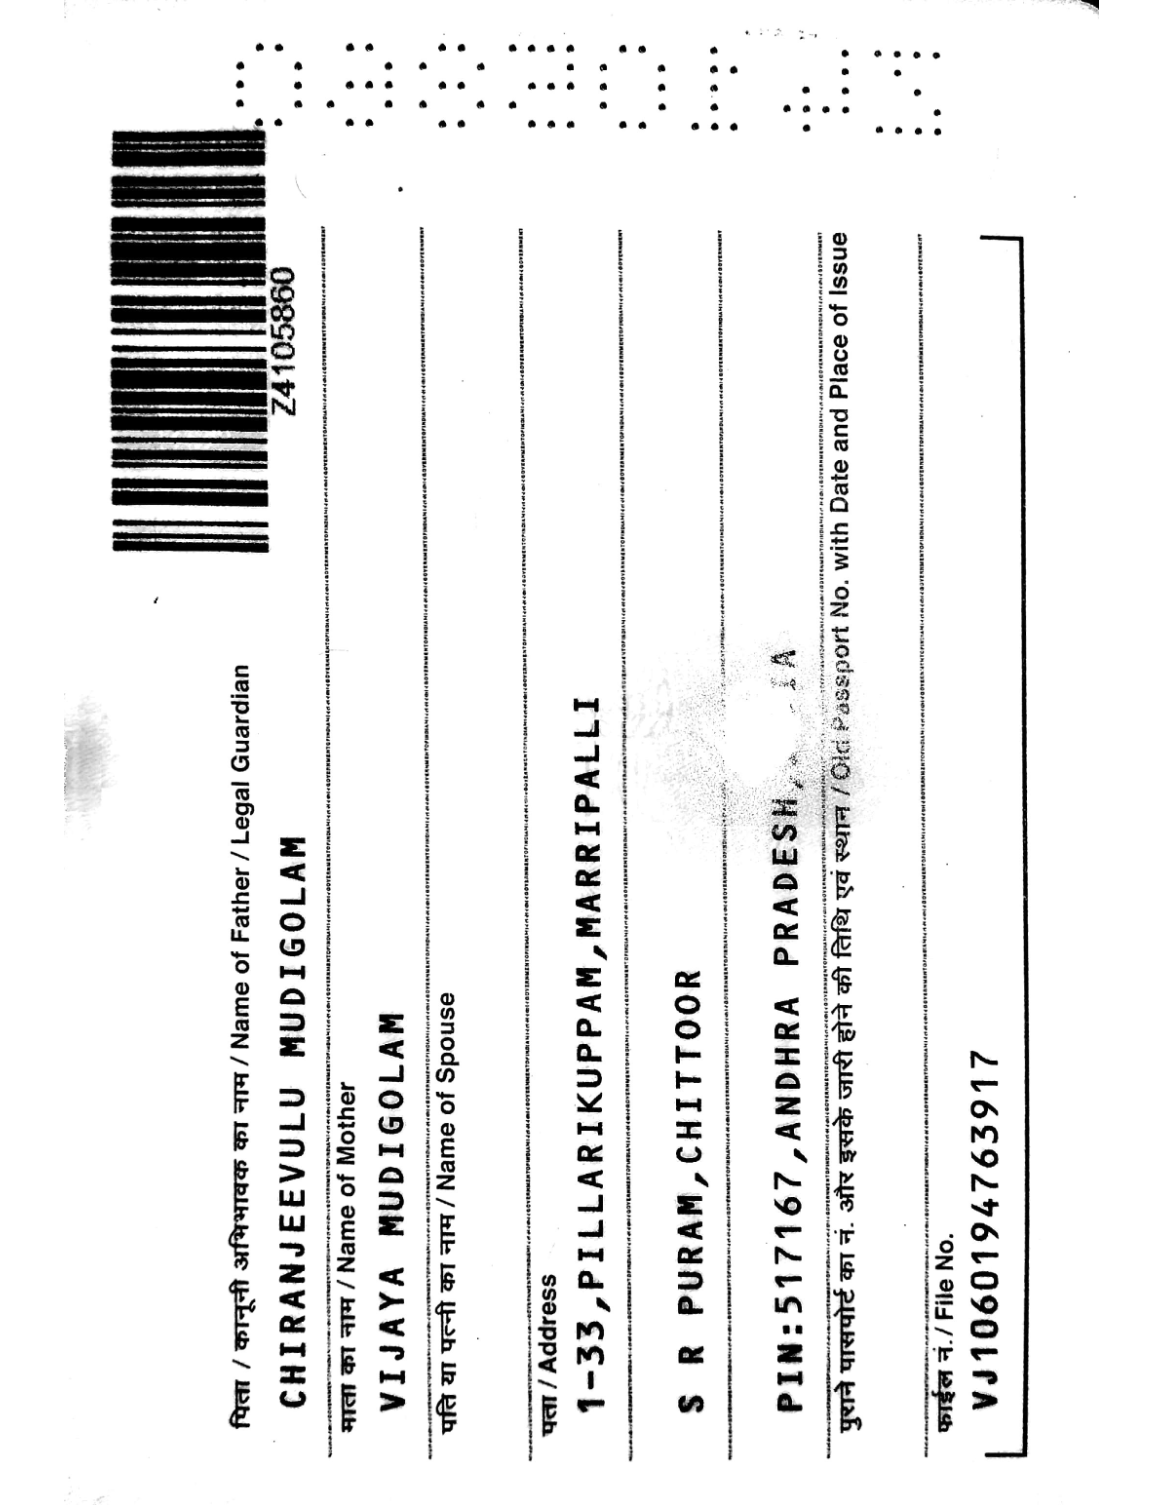 Z4105860
Z4105860
पिता / कानूनी अभिभावक का नाम / Name of Father / Legal Guardian
CHIRANJEEVULU MUDIGOLAM
माता का नाम / Name of Mother
VIJAYA MUDIGOLAM
पति या पत्नी का नाम / Name of Spouse
पता / Address
1-33,PILLARIKUPPAM,MARRIPALLI
S R PURAM,CHITTOOR
PIN:517167,ANDHRA PRADESH,
पुराने पासपोर्ट का नं. और इसके जारी होने की तिथि एवं स्थान / Old Passport No. with Date and Place of Issue
फाईल नं./ File No.
VJ1060194763917